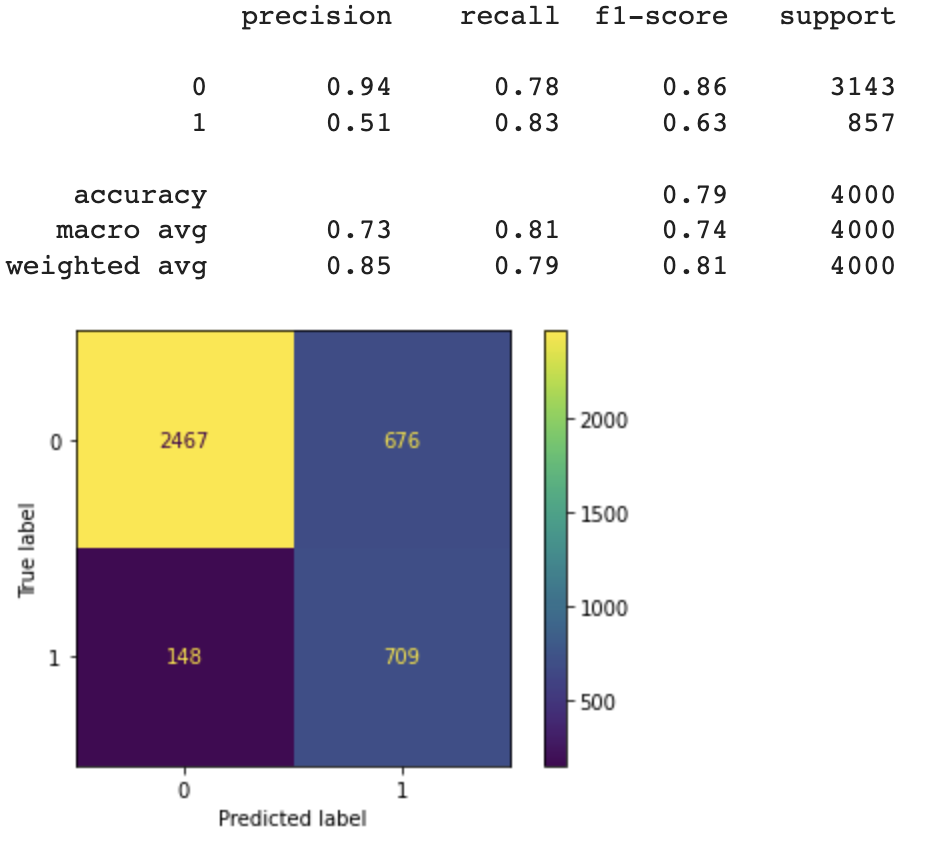 precision recall f1-score support
0 0.94 0.78 0.86 3143
1 0.51 0.83 0.63 857
accuracy 0.79 4000
macro avg 0.73 0.81 0.74 4000
weighted avg 0.85 0.79 0.81 4000
True label
0
1
2467 676
148 709
0 1
Predicted label
2000
1500
1000
500